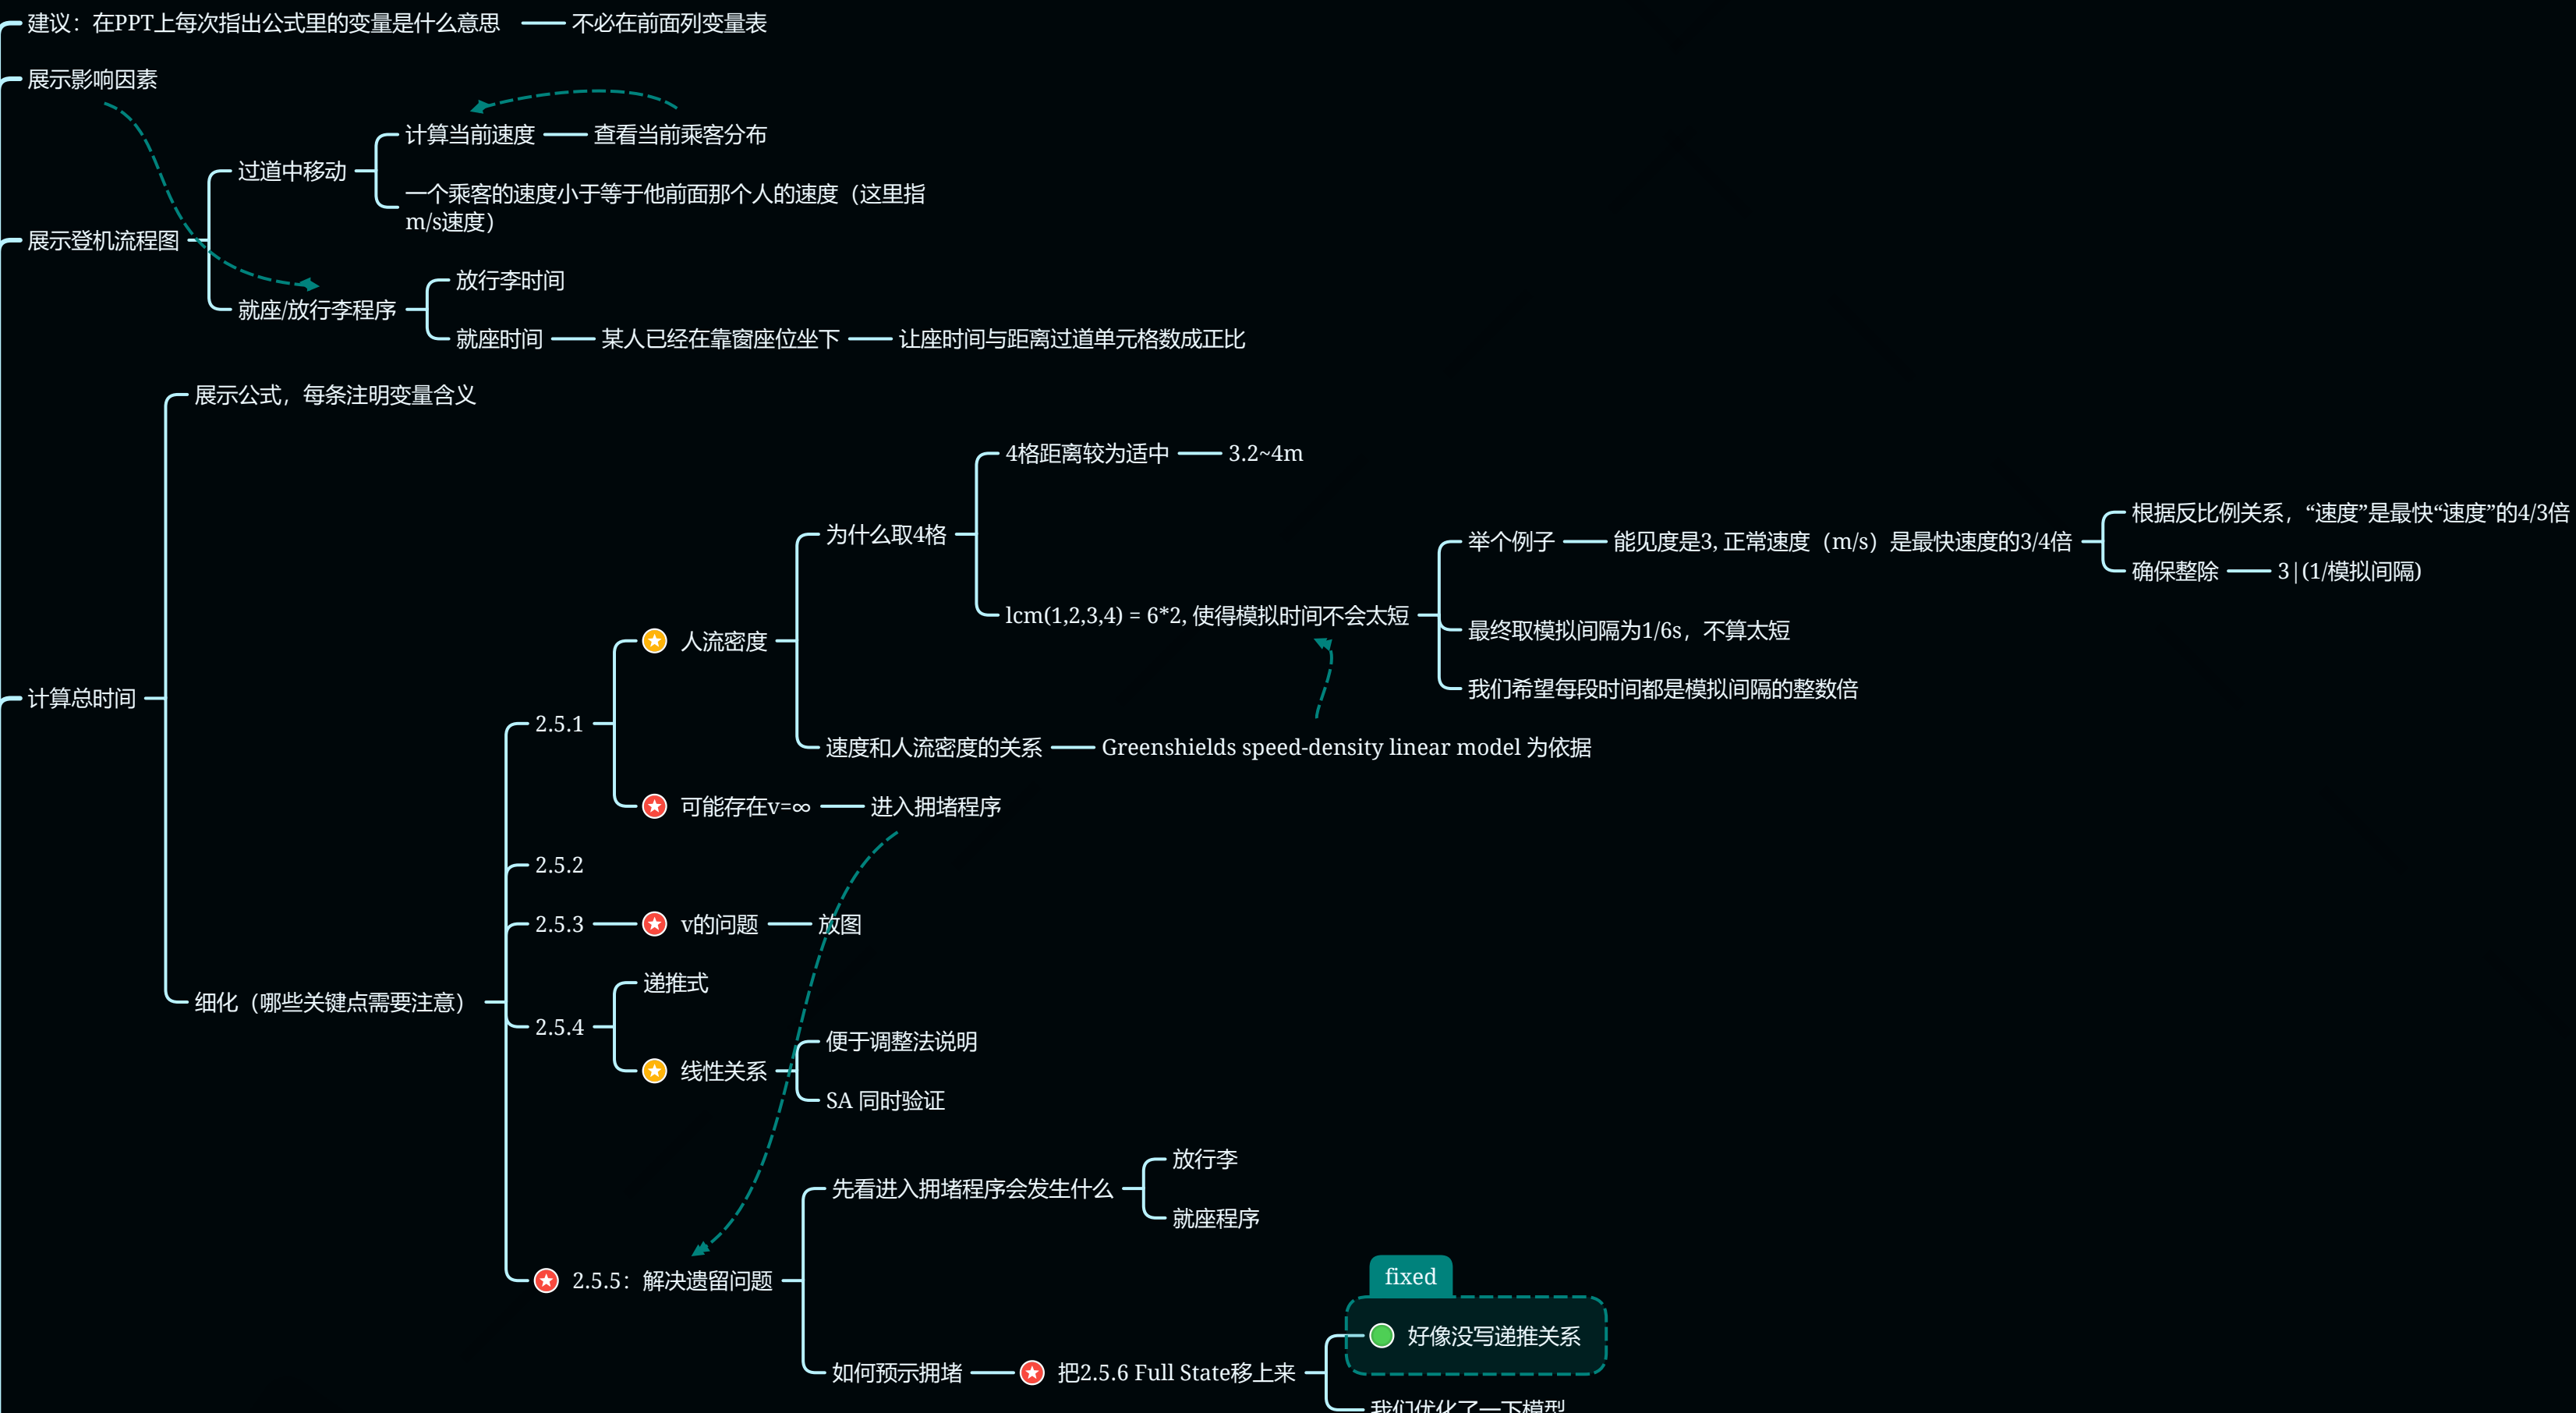 建议：在PPT上每次指出公式里的变量是什么意思
不必在前面列变量表
展示影响因素
展示登机流程图
过道中移动
计算当前速度
查看当前乘客分布
一个乘客的速度小于等于他前面那个人的速度（这里指
m/s速度）
就座/放行李程序
放行李时间
就座时间
某人已经在靠窗座位坐下
让座时间与距离过道单元格数成正比
计算总时间
展示公式，每条注明变量含义
细化（哪些关键点需要注意）
2.5.1
人流密度
为什么取4格
4格距离较为适中
3.2~4m
lcm(1,2,3,4) = 6*2, 使得模拟时间不会太短
举个例子
能见度是3, 正常速度（m/s）是最快速度的3/4倍
根据反比例关系，“速度”是最快“速度”的4/3倍
确保整除
3 | (1/模拟间隔)
最终取模拟间隔为1/6s，不算太短
我们希望每段时间都是模拟间隔的整数倍
速度和人流密度的关系
Greenshields speed-density linear model 为依据
可能存在v=∞
进入拥堵程序
2.5.2
2.5.3
v的问题
放图
2.5.4
递推式
线性关系
便于调整法说明
SA 同时验证
2.5.5：解决遗留问题
先看进入拥堵程序会发生什么
放行李
就座程序
如何预示拥堵
把2.5.6 Full State移上来
fixed
好像没写递推关系
我们优化了一下模型